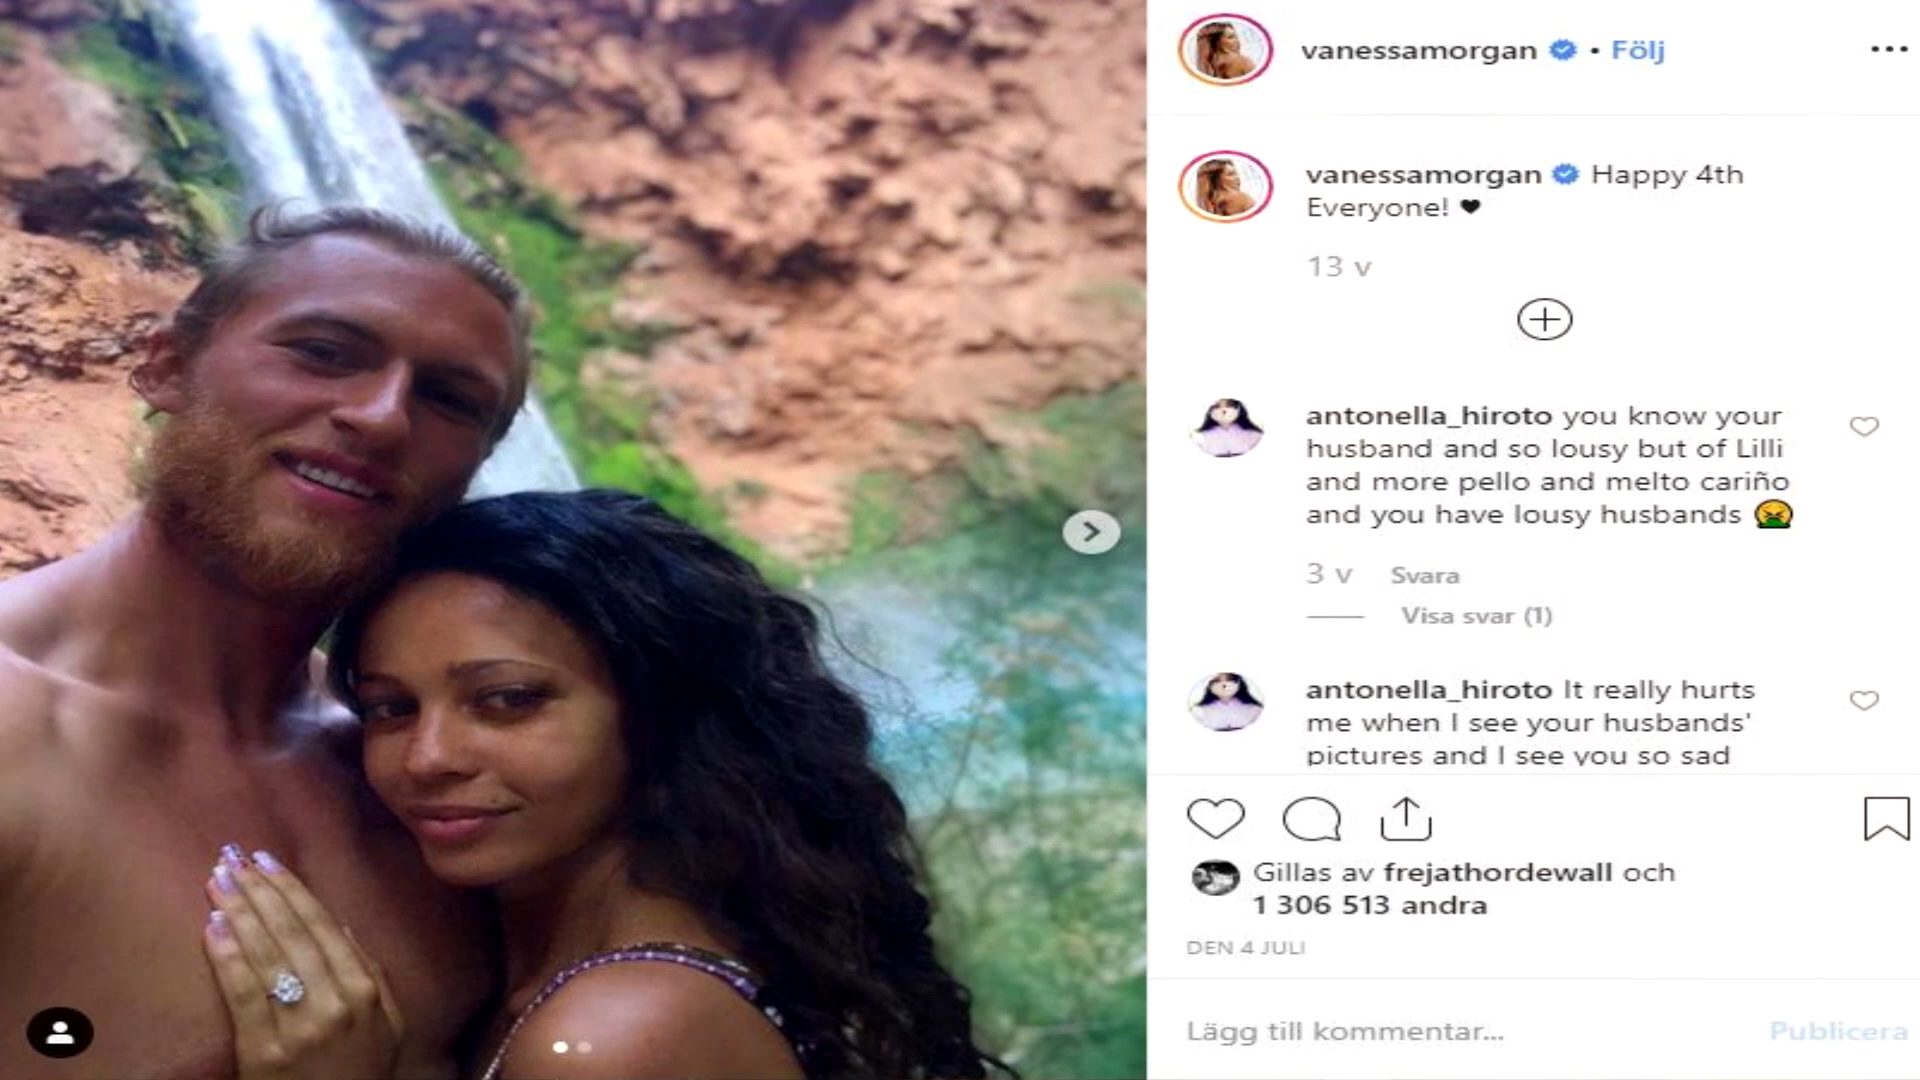 vanessamorgan • Följ
vanessamorgan Happy 4th
Everyone! 🖤
13 v
antonella_hiroto you know your
husband and so lousy but of Lilli
and more pello and melto cariño
and you have lousy husbands 🤮
3 v Svara
Visa svar (1)
antonella_hiroto It really hurts
me when I see your husbands'
pictures and I see you so sad
Gillas av frejathordewall och
1 306 513 andra
DEN 4 JULI
Lägg till kommentar... Publicera